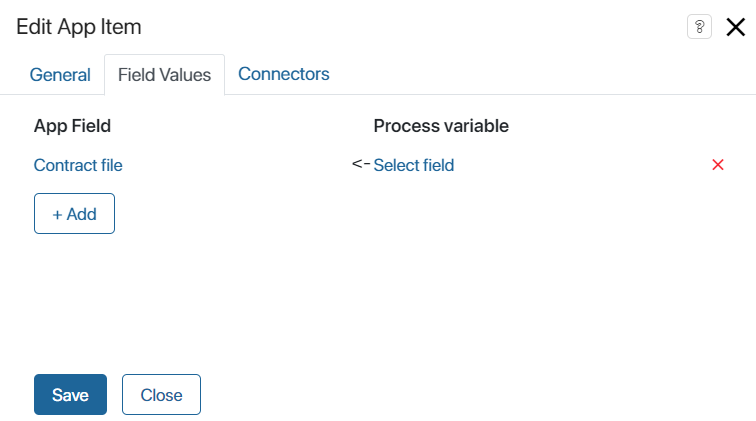 Edit App Item
?
General Field Values Connectors
App Field Process variable
Contract file <- Select field
+ Add
Save Close